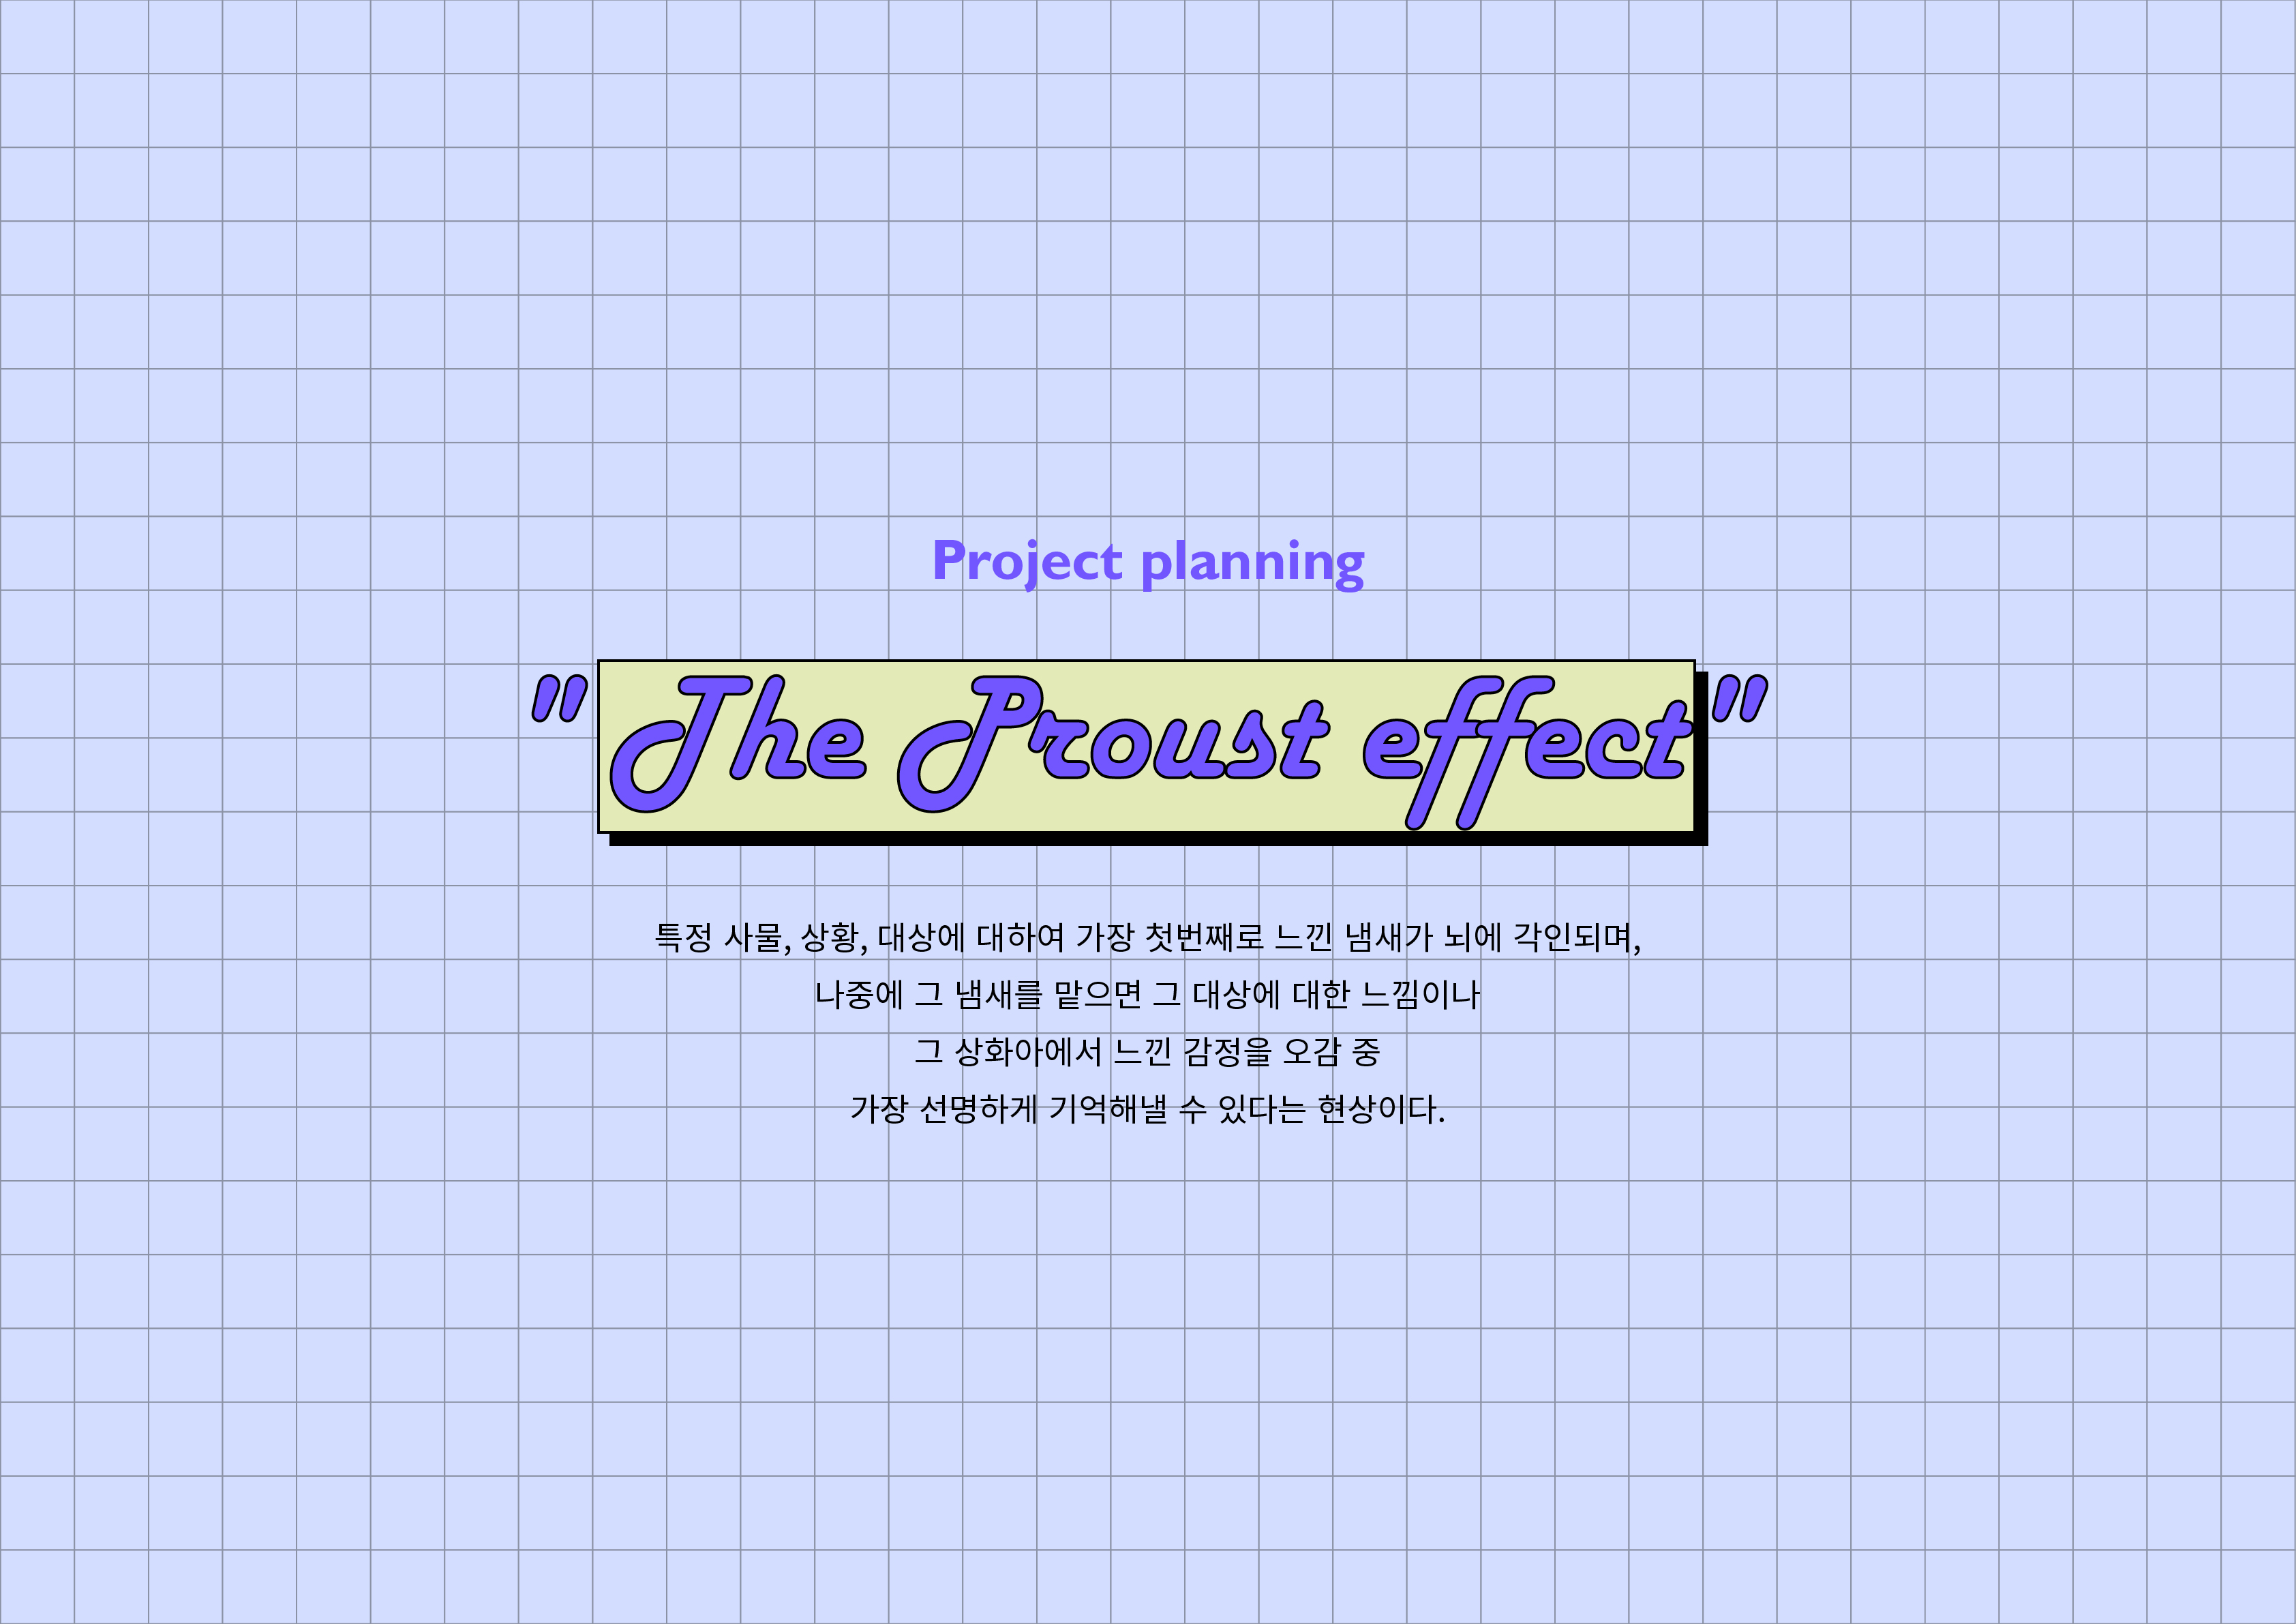 Project planning
"The Proust effect"
특정 사물, 상황, 대상에 대하여 가장 첫번째로 느낀 냄새가 뇌에 각인되며,
나중에 그 냄새를 맡으면 그 대상에 대한 느낌이나
그 상화아에서 느낀 감정을 오감 중
가장 선명하게 기억해낼 수 있다는 현상이다.